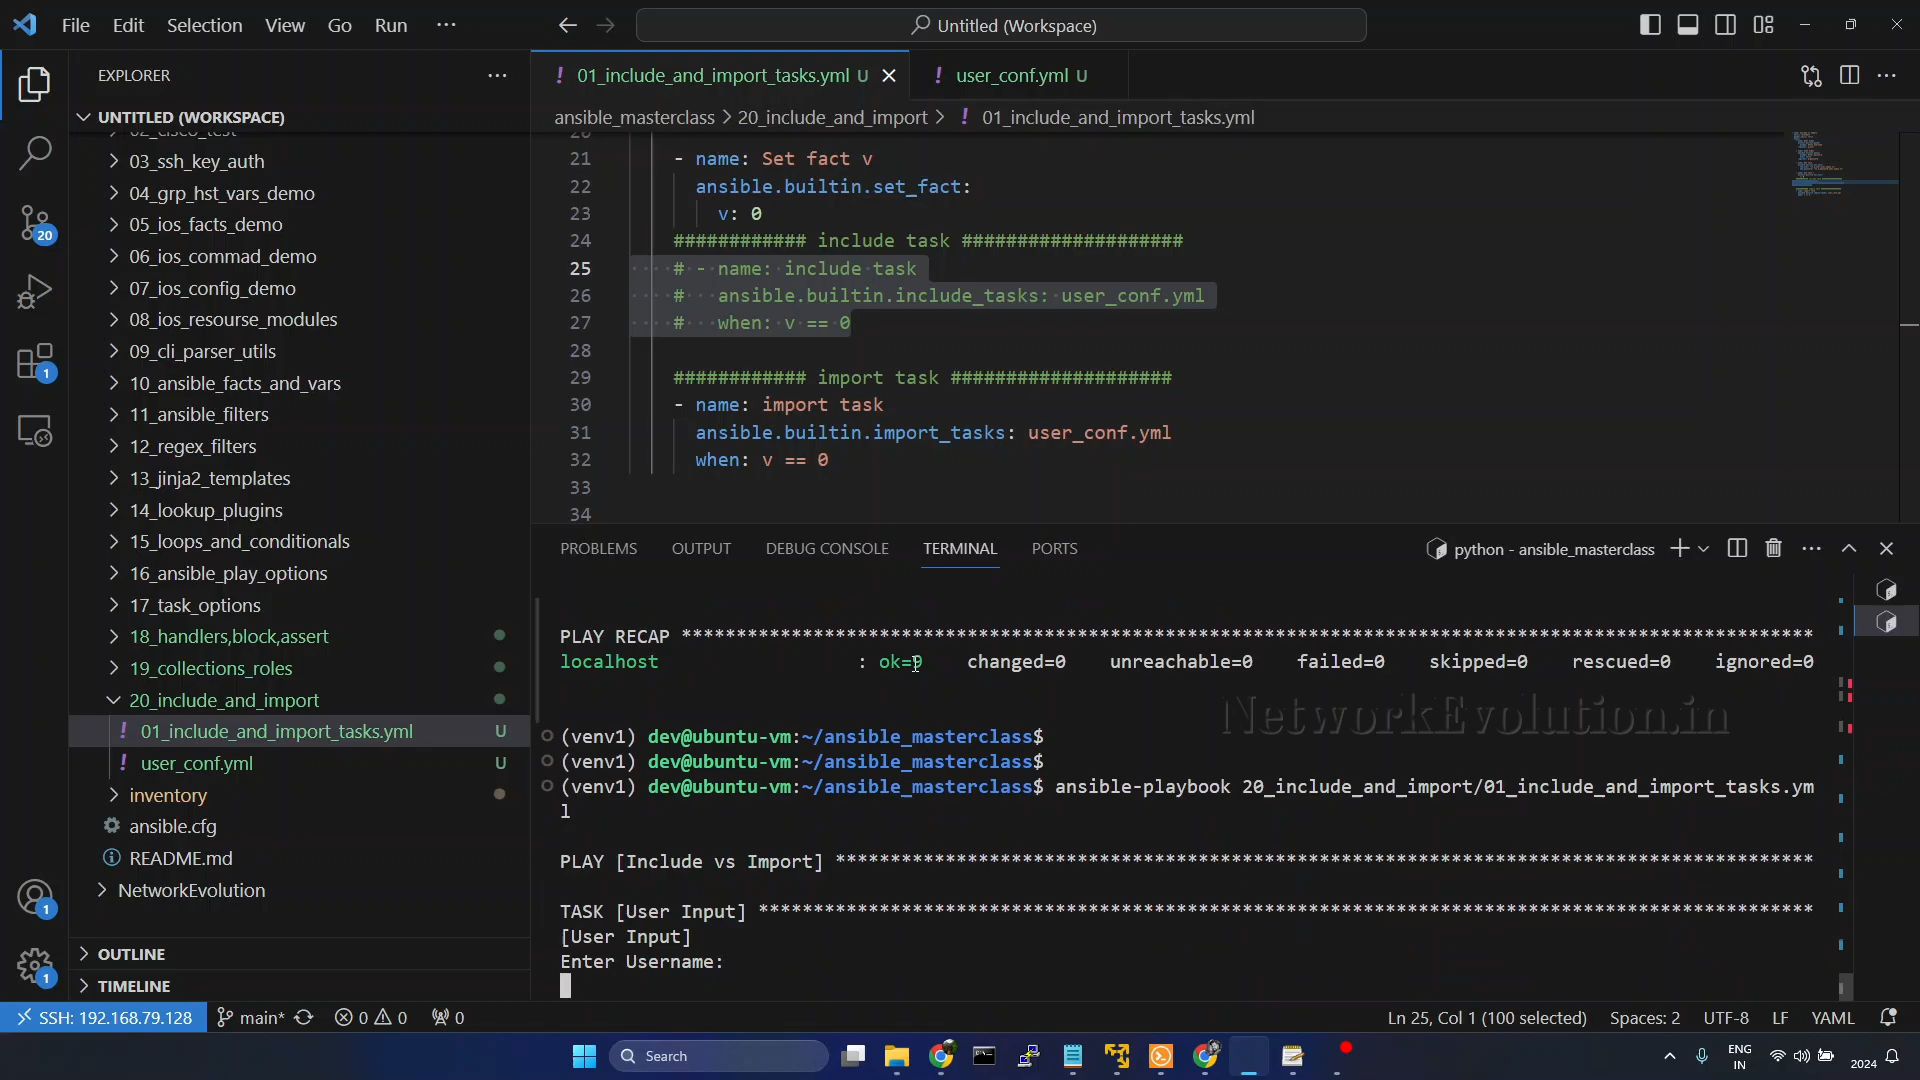 File Edit Selection View Go Run ···
Untitled (Workspace)
EXPLORER
UNTITLED (WORKSPACE)
02_cisco_test
03_ssh_key_auth
04_grp_hst_vars_demo
05_ios_facts_demo
06_ios_commad_demo
07_ios_config_demo
08_ios_resourse_modules
09_cli_parser_utils
10_ansible_facts_and_vars
11_ansible_filters
12_regex_filters
13_jinja2_templates
14_lookup_plugins
15_loops_and_conditionals
16_ansible_play_options
17_task_options
18_handlers,block,assert
19_collections_roles
20_include_and_import
! 01_include_and_import_tasks.yml U
! user_conf.yml U
inventory
ansible.cfg
README.md
NetworkEvolution
OUTLINE
TIMELINE
20
1
1
1
! 01_include_and_import_tasks.yml U
! user_conf.yml U
ansible_masterclass > 20_include_and_import > ! 01_include_and_import_tasks.yml
20
21 - name: Set fact v
22 ansible.builtin.set_fact:
23 v: 0
24 ############ include task ####################
25 # - name: include task
26 # ansible.builtin.include_tasks: user_conf.yml
27 # when: v == 0
28
29 ############ import task ####################
30 - name: import task
31 ansible.builtin.import_tasks: user_conf.yml
32 when: v == 0
33
34
PROBLEMS OUTPUT DEBUG CONSOLE TERMINAL PORTS
python - ansible_masterclass
PLAY RECAP *******************************************************************************************************
localhost : ok=9 changed=0 unreachable=0 failed=0 skipped=0 rescued=0 ignored=0
NetworkEvolution.in
(venv1) dev@ubuntu-vm:~/ansible_masterclass$
(venv1) dev@ubuntu-vm:~/ansible_masterclass$
(venv1) dev@ubuntu-vm:~/ansible_masterclass$ ansible-playbook 20_include_and_import/01_include_and_import_tasks.ym
l
PLAY [Include vs Import] *****************************************************************************************
TASK [User Input] ************************************************************************************************
[User Input]
Enter Username:
SSH: 192.168.79.128 main* 0 0 0
Ln 25, Col 1 (100 selected) Spaces: 2 UTF-8 LF YAML
Search
ENG
IN
2024